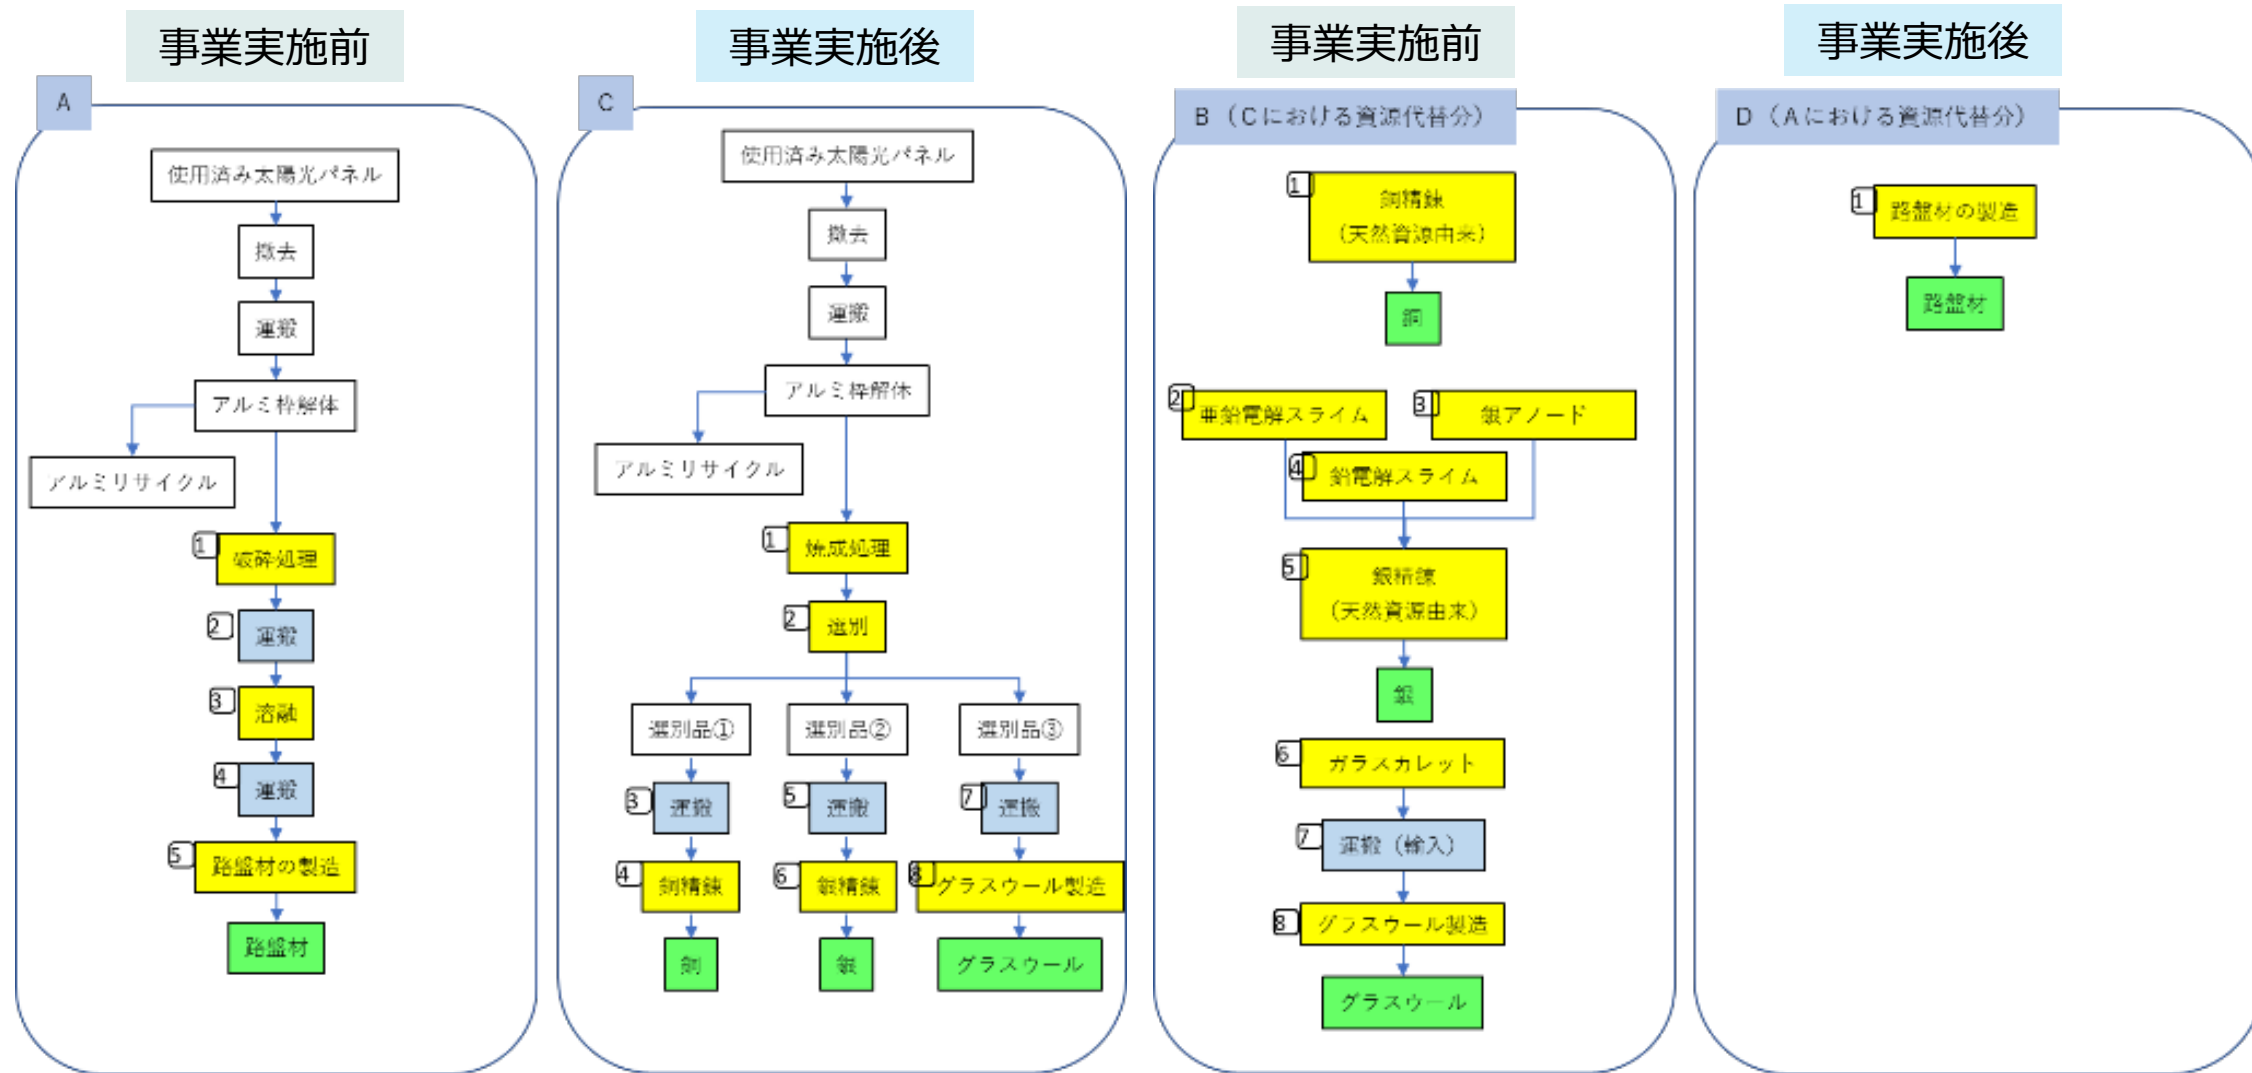 事業実施前
A
使用済み太陽光パネル
撤去
運搬
アルミ枠解体
アルミリサイクル
1
破砕処理
2
運搬
3
溶融
4
運搬
5
路盤材の製造
路盤材
事業実施後
C
使用済み太陽光パネル
撤去
運搬
アルミ枠解体
アルミリサイクル
1
焼成処理
2
選別
選別品①
選別品②
選別品③
3
運搬
5
運搬
7
運搬
4
銅精錬
6
銀精錬
8
グラスウール製造
銅
銀
グラスウール
事業実施前
B（Cにおける資源代替分）
1
銅精錬
（天然資源由来）
銅
2
亜鉛電解スライム
3
銀アノード
4
鉛電解スライム
5
銀精錬
（天然資源由来）
銀
6
ガラスカレット
7
運搬（輸入）
8
グラスウール製造
グラスウール
事業実施後
D（Aにおける資源代替分）
1
路盤材の製造
路盤材